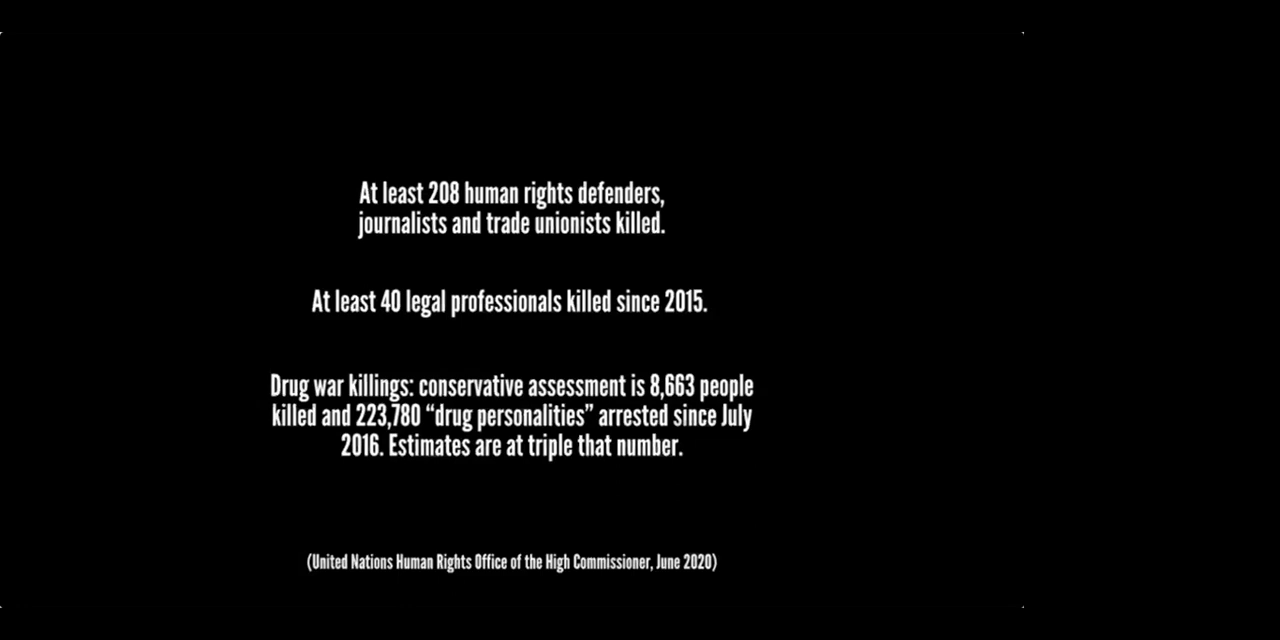 At least 208 human rights defenders,
journalists and trade unionists killed.
At least 40 legal professionals killed since 2015.
Drug war killings: conservative assessment is 8,663 people
killed and 223,780 “drug personalities” arrested since July
2016. Estimates are at triple that number.
(United Nations Human Rights Office of the High Commissioner, June 2020)